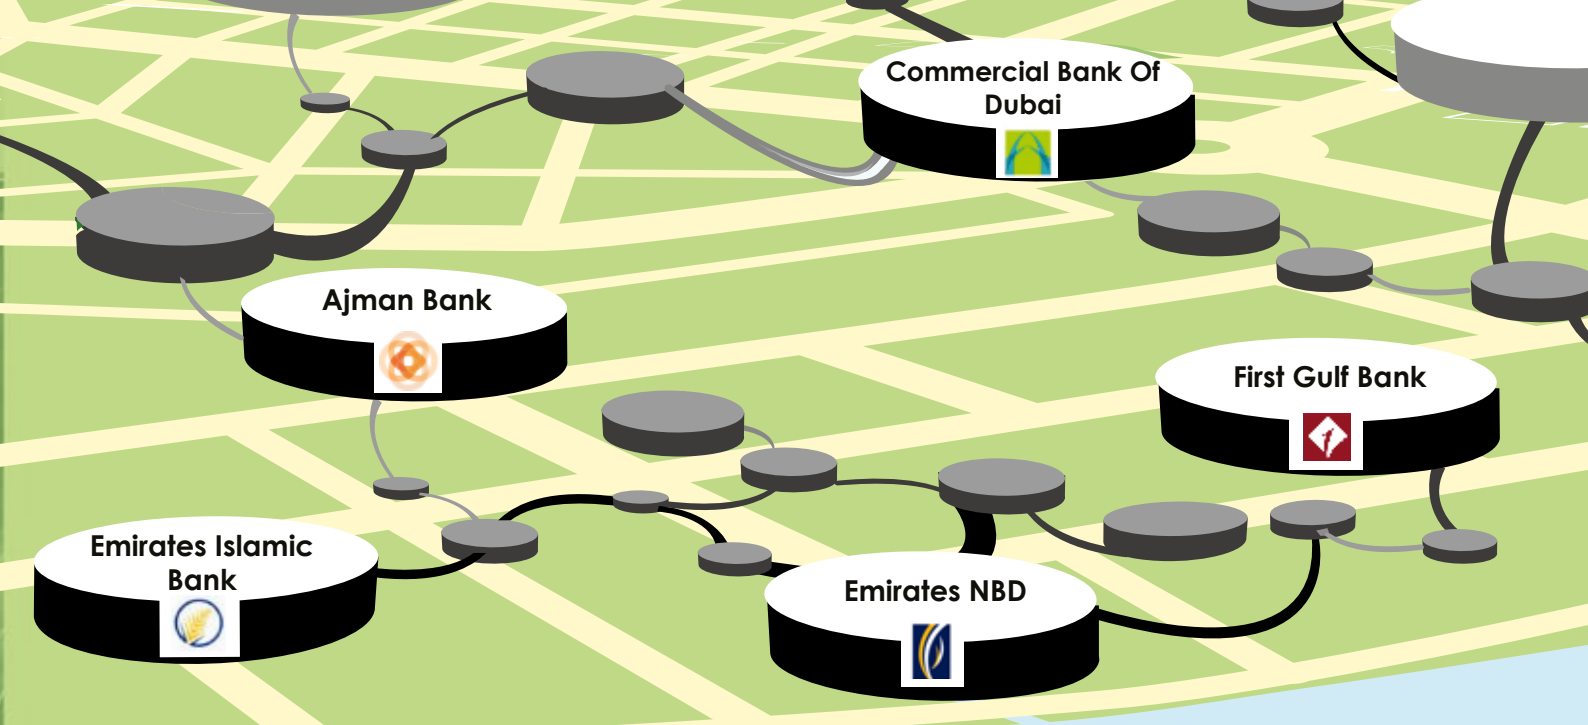 Commercial Bank Of
Dubai
Ajman Bank
First Gulf Bank
Emirates Islamic
Bank
Emirates NBD